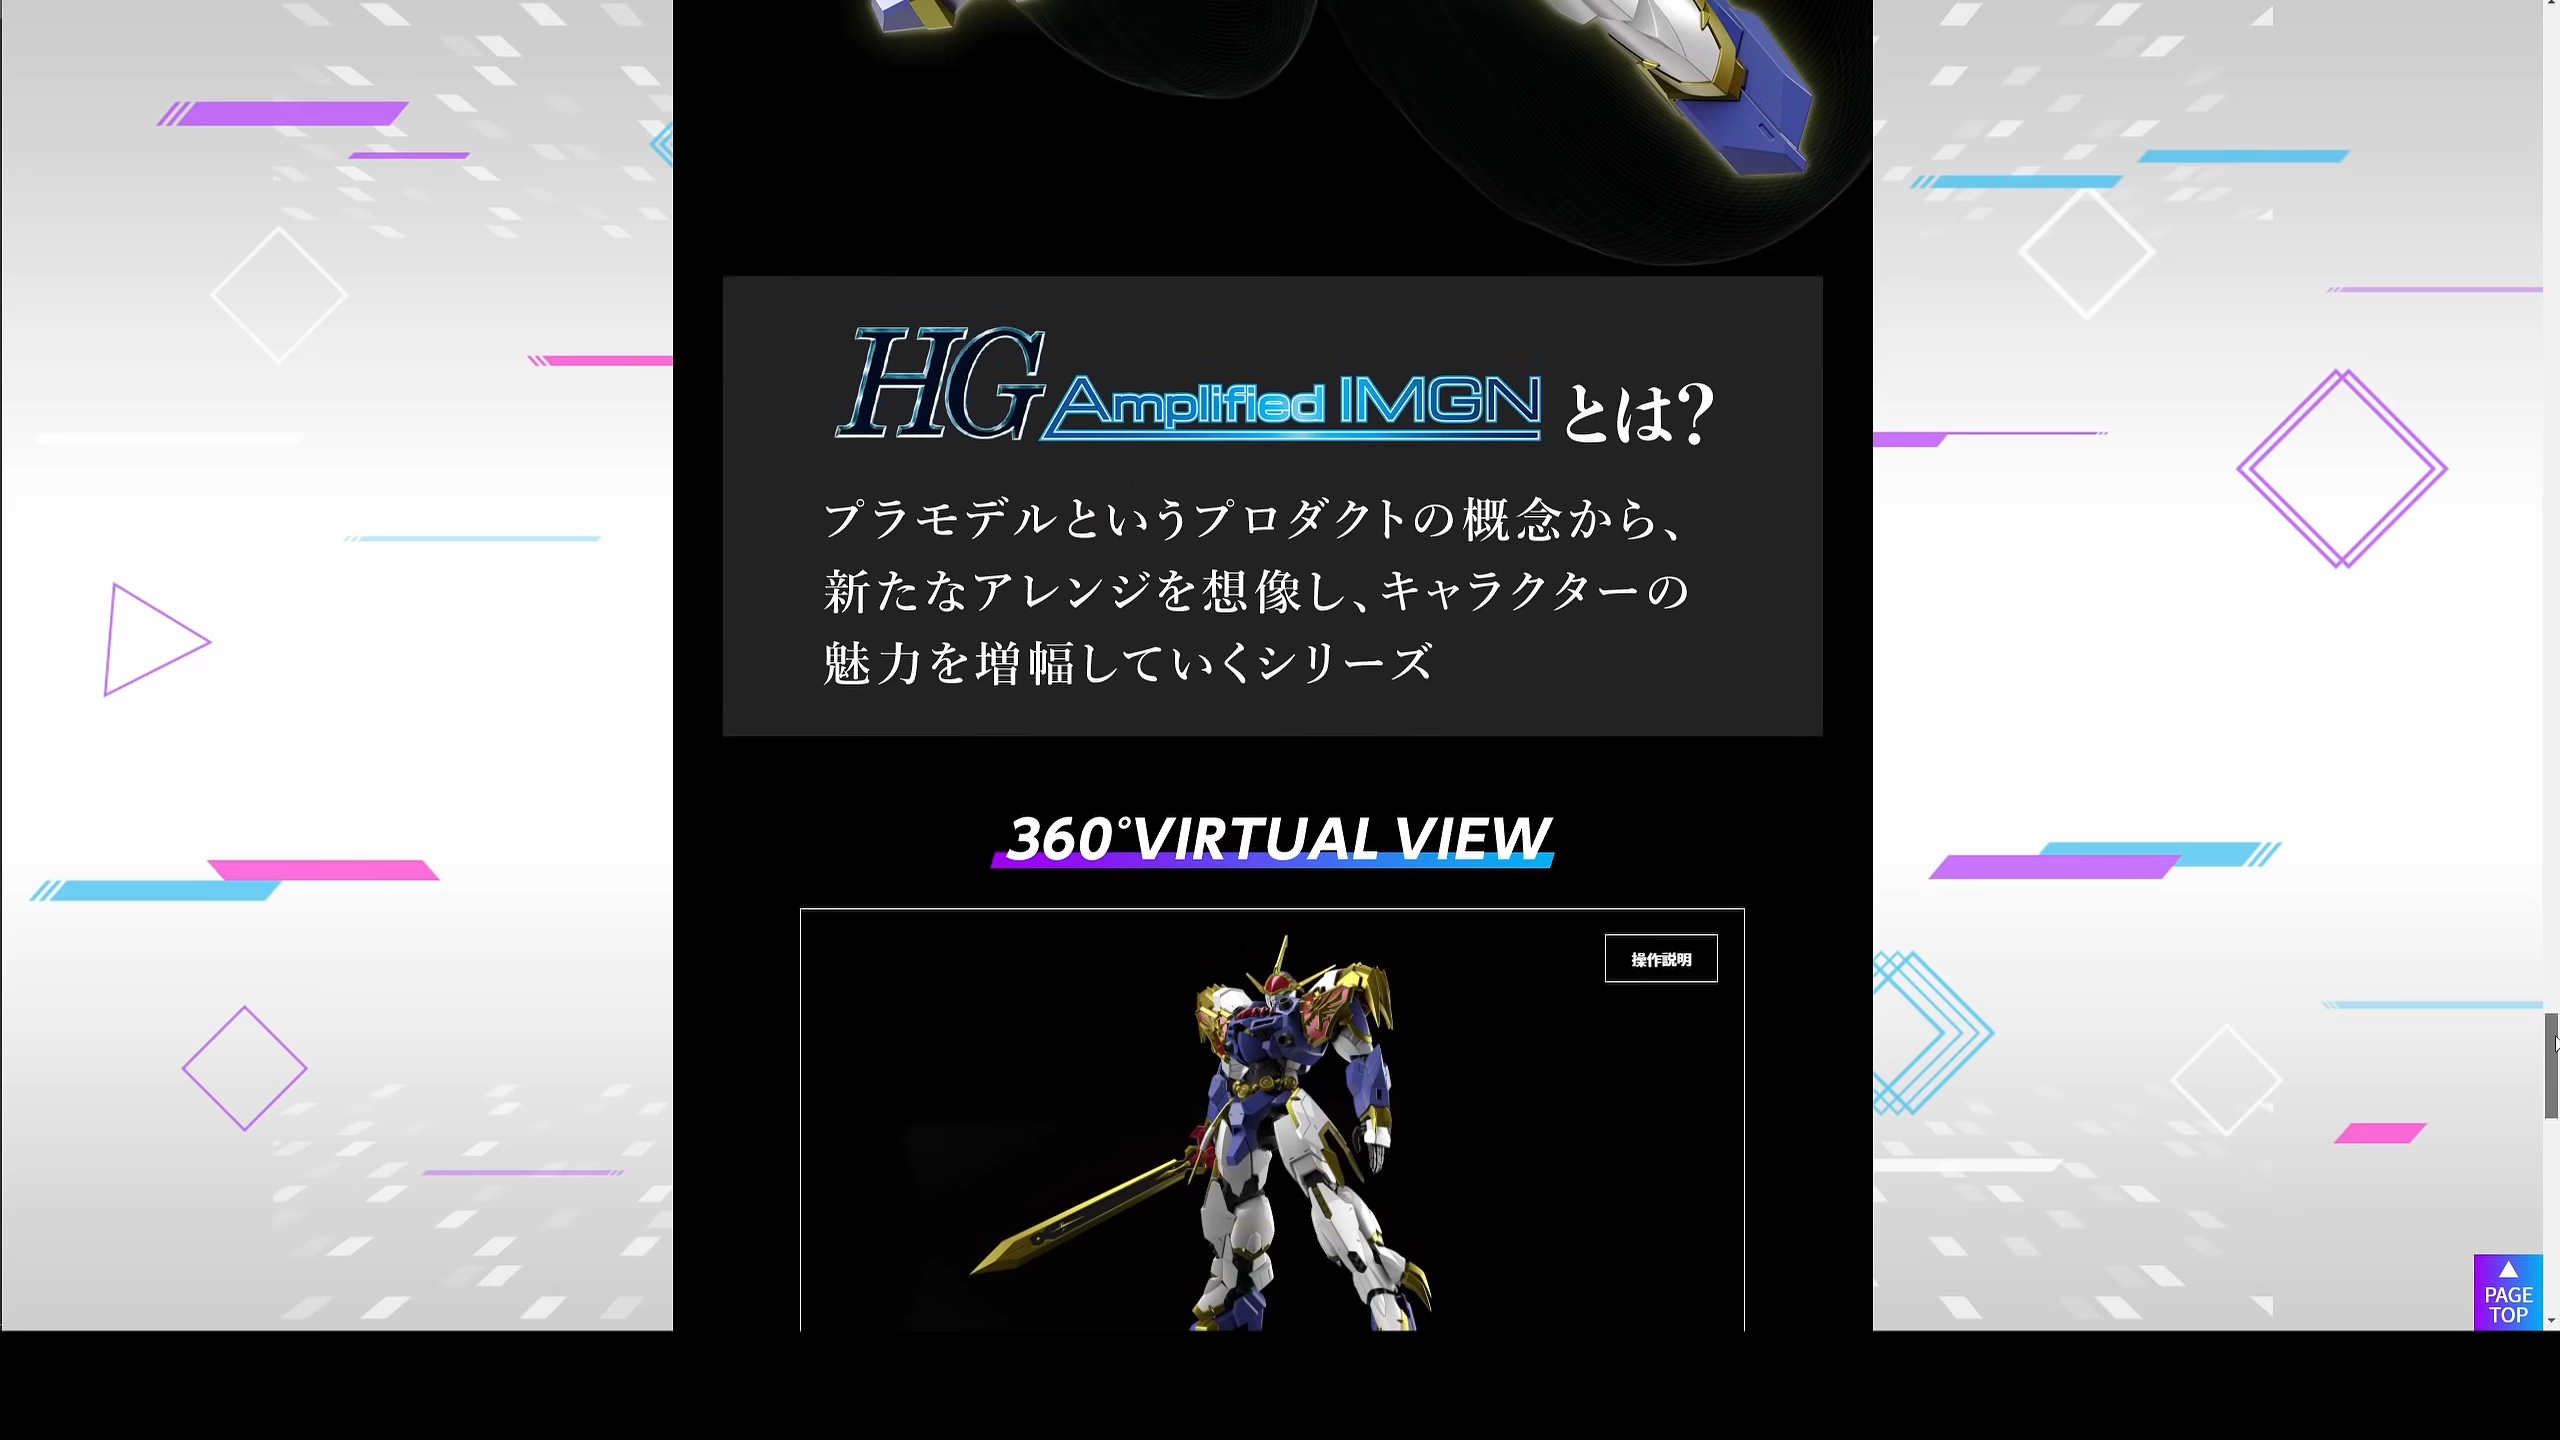 HG Amplified IMGN とは?
プラモデルというプロダクトの概念から、
新たなアレンジを想像し、キャラクターの
魅力を増幅していくシリーズ
360°VIRTUAL VIEW
操作説明
PAGE
TOP